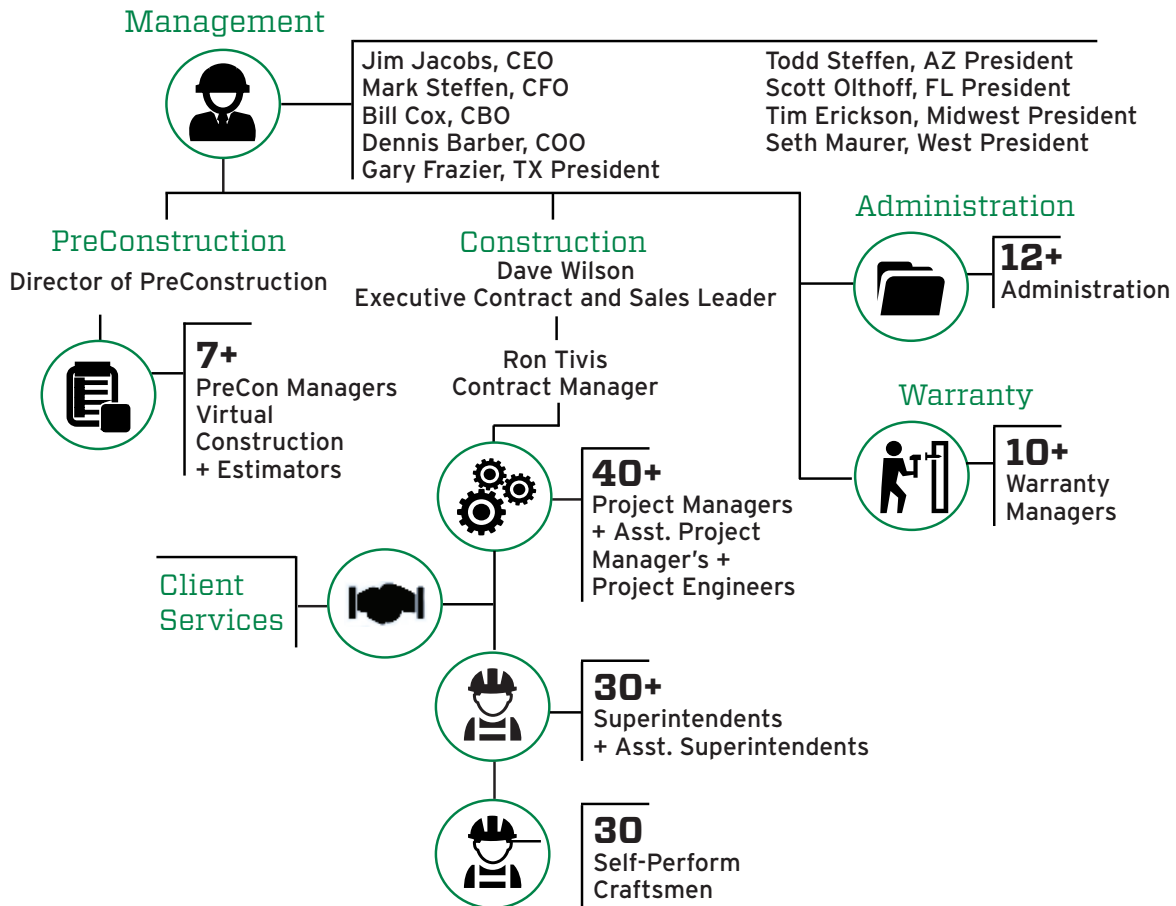 Management
Jim Jacobs, CEO
Mark Steffen, CFO
Bill Cox, CBO
Dennis Barber, COO
Gary Frazier, TX President
Todd Steffen, AZ President
Scott Olthoff, FL President
Tim Erickson, Midwest President
Seth Maurer, West President
PreConstruction
Director of PreConstruction
7+
PreCon Managers
Virtual
Construction
+ Estimators
Construction
Dave Wilson
Executive Contract and Sales Leader
Ron Tivis
Contract Manager
40+
Project Managers
+ Asst. Project
Manager's +
Project Engineers
Client
Services
30+
Superintendents
+ Asst. Superintendents
30
Self-Perform
Craftsmen
Administration
12+
Administration
Warranty
10+
Warranty
Managers